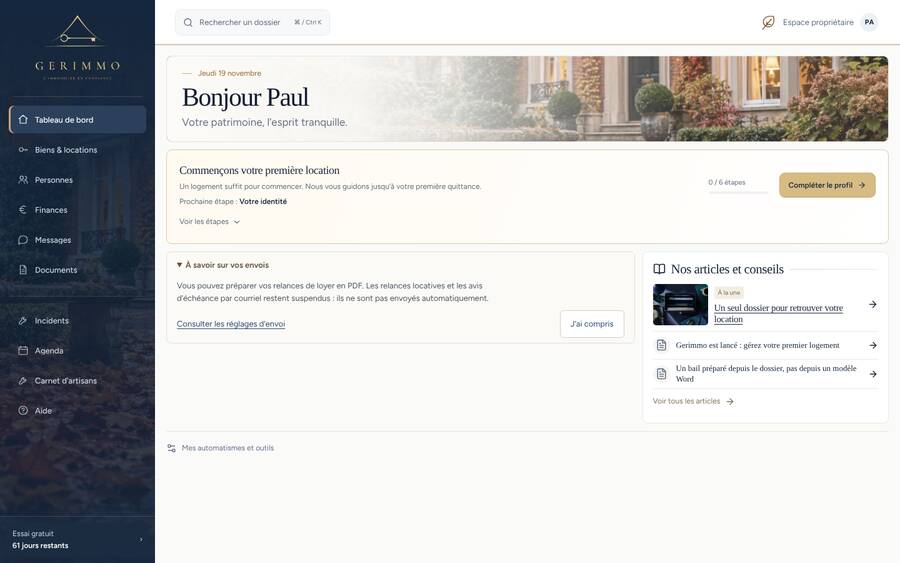 GERIMMO
L'IMMOBILIER EN CONFIANCE
Tableau de bord
Biens & locations
Personnes
Finances
Messages
Documents
Incidents
Agenda
Carnet d'artisans
Aide
Essai gratuit
61 jours restants
Rechercher un dossier
⌘ / Ctrl K
Espace propriétaire
PA
Jeudi 19 novembre
Bonjour Paul
Votre patrimoine, l'esprit tranquille.
Commençons votre première location
Un logement suffit pour commencer. Nous vous guidons jusqu'à votre première quittance.
Prochaine étape : Votre identité
Voir les étapes
0 / 6 étapes
Compléter le profil
À savoir sur vos envois
Vous pouvez préparer vos relances de loyer en PDF. Les relances locatives et les avis
d'échéance par courriel restent suspendus : ils ne sont pas envoyés automatiquement.
Consulter les réglages d'envoi
J'ai compris
Nos articles et conseils
À la une
Un seul dossier pour retrouver votre
location
Gerimmo est lancé : gérez votre premier logement
Un bail préparé depuis le dossier, pas depuis un modèle
Word
Voir tous les articles
Mes automatismes et outils